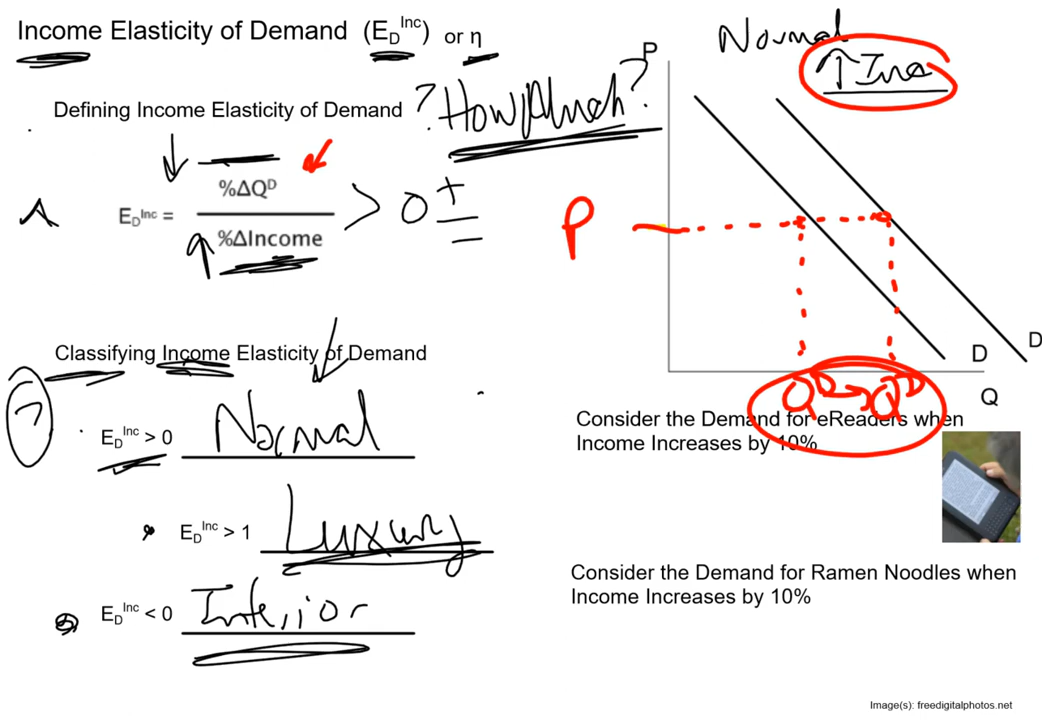 Income Elasticity of Demand (E_D^Inc) or η
Defining Income Elasticity of Demand
? How Much ?
%ΔQ^D
E_D^Inc =
> 0 ±
%ΔIncome
Classifying Income Elasticity of Demand
E_D^Inc > 0 Normal
E_D^Inc > 1 Luxury
E_D^Inc < 0 Inferior
Normal
↑ Inc
P
P
D
D
Q
Q^D → Q^D
Consider the Demand for eReaders when
Income Increases by 10%
Consider the Demand for Ramen Noodles when
Income Increases by 10%
Image(s): freedigitalphotos.net